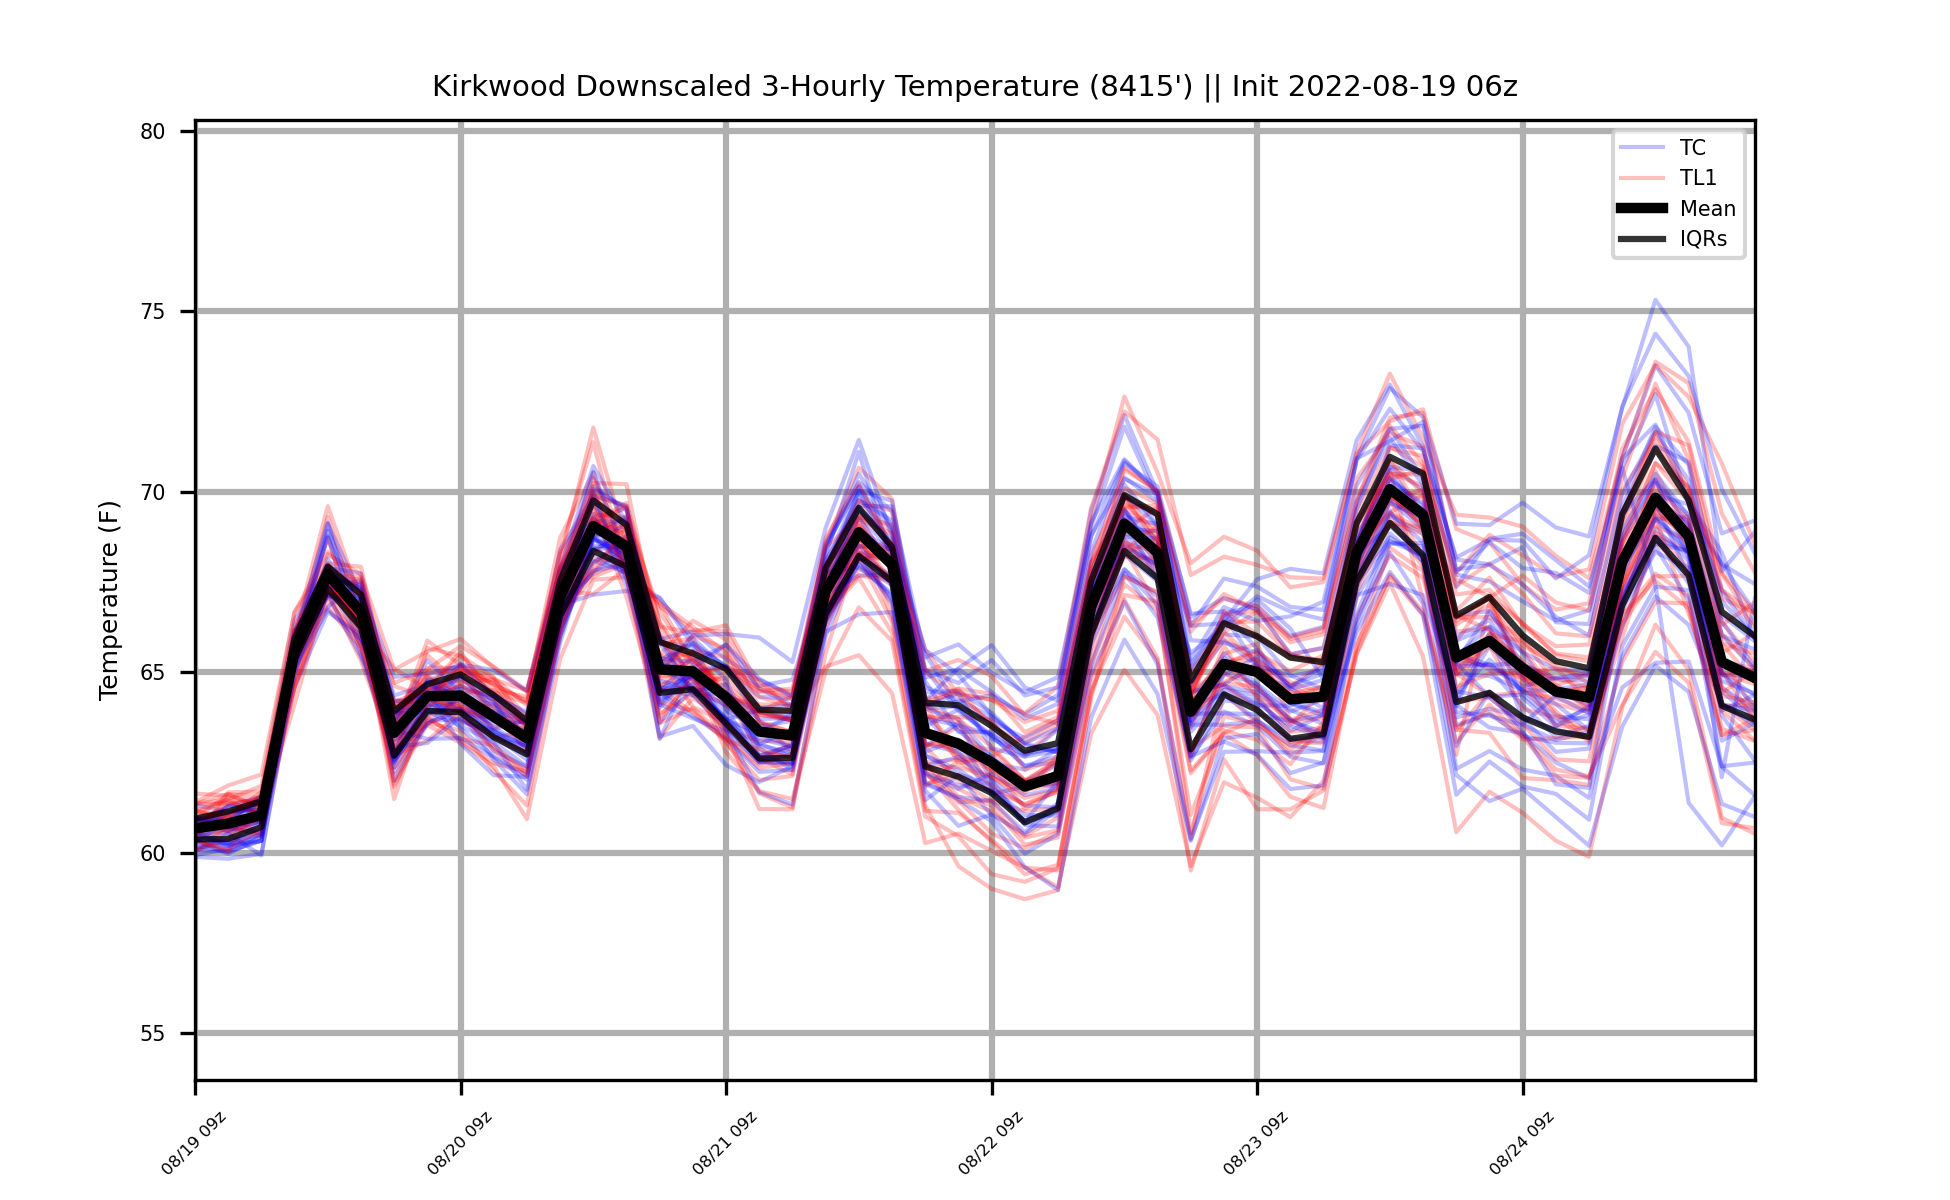 Kirkwood Downscaled 3-Hourly Temperature (8415') || Init 2022-08-19 06z
TC
TL1
Mean
IQRs
Temperature (F)
80
75
70
65
60
55
08/19 09z
08/20 09z
08/21 09z
08/22 09z
08/23 09z
08/24 09z